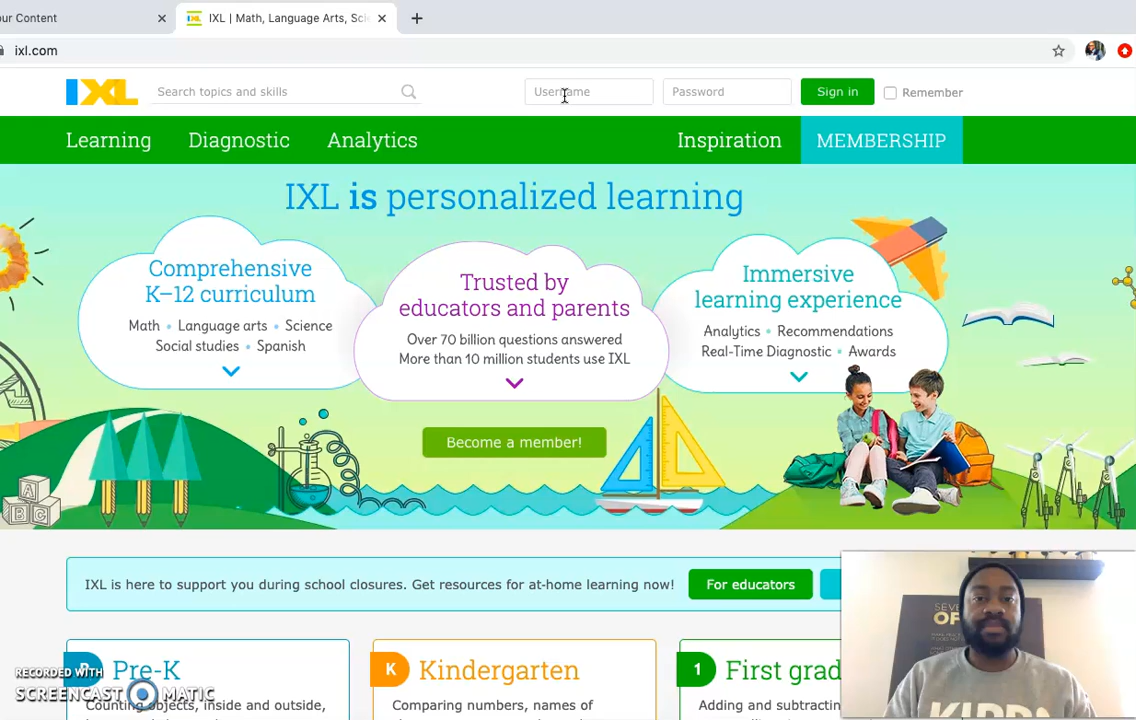 our Content
IXL | Math, Language Arts, Sci
ixl.com
IXL
Search topics and skills
Username
Password
Sign in
Remember
Learning
Diagnostic
Analytics
Inspiration
MEMBERSHIP
IXL is personalized learning
Comprehensive
K–12 curriculum
Math • Language arts • Science
Social studies • Spanish
Trusted by
educators and parents
Over 70 billion questions answered
More than 10 million students use IXL
Immersive
learning experience
Analytics • Recommendations
Real-Time Diagnostic • Awards
Become a member!
A
B C
IXL is here to support you during school closures. Get resources for at-home learning now!
For educators
Pre-K
Counting objects, inside and outside,
K
Kindergarten
Comparing numbers, names of
1
First grad
Adding and subtractin
RECORDED WITH
SCREENCAST MATIC
SEVE
OF